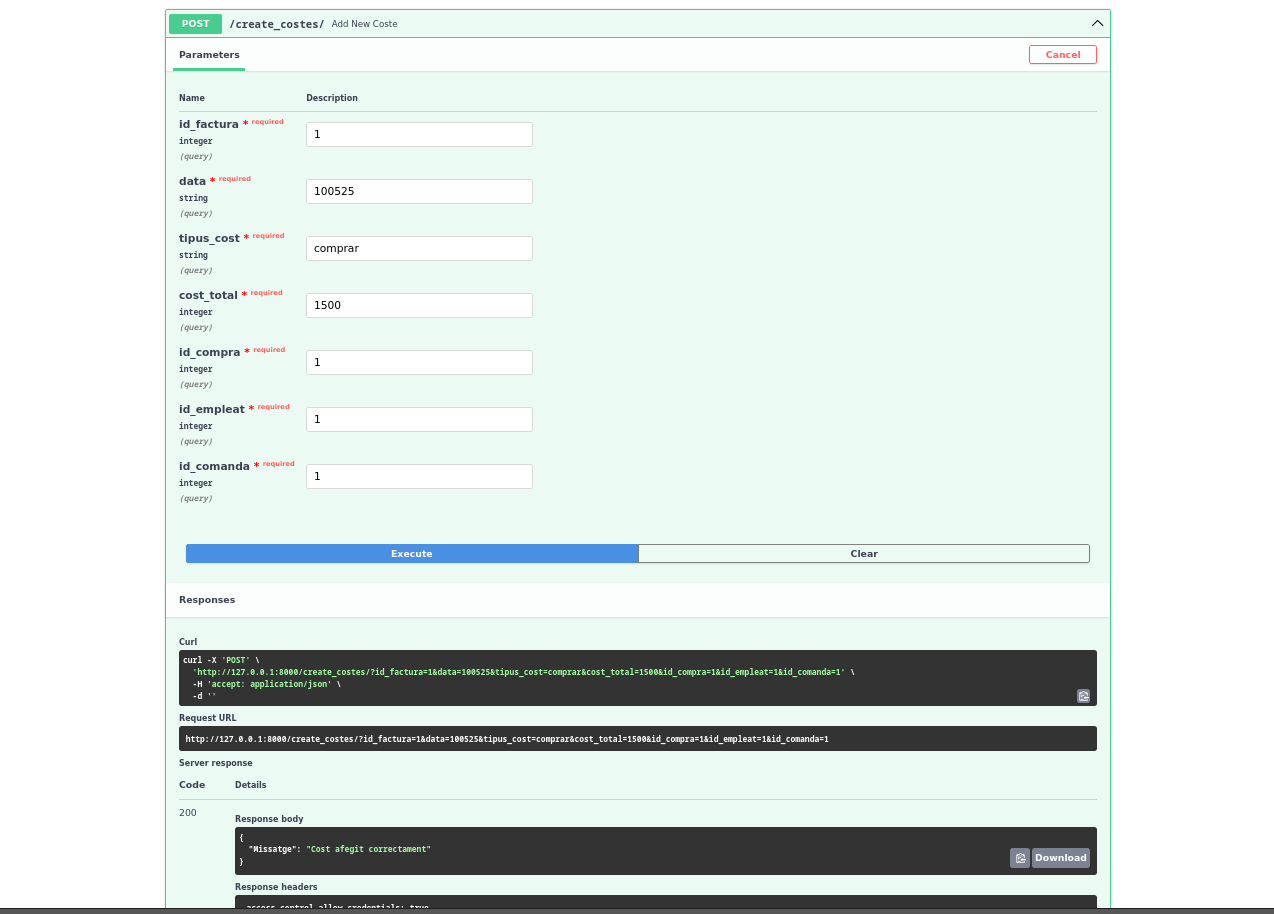 POST /create_costes/ Add New Coste
Parameters
Cancel
Name Description
id_factura * required
integer
(query)
1
data * required
string
(query)
100525
tipus_cost * required
string
(query)
comprar
cost_total * required
integer
(query)
1500
id_compra * required
integer
(query)
1
id_empleat * required
integer
(query)
1
id_comanda * required
integer
(query)
1
Execute Clear
Responses
Curl
curl -X 'POST' \
'http://127.0.0.1:8000/create_costes/?id_factura=1&data=100525&tipus_cost=comprar&cost_total=1500&id_compra=1&id_empleat=1&id_comanda=1' \
-H 'accept: application/json' \
-d ''
Request URL
http://127.0.0.1:8000/create_costes/?id_factura=1&data=100525&tipus_cost=comprar&cost_total=1500&id_compra=1&id_empleat=1&id_comanda=1
Server response
Code Details
200
Response body
{
"Missatge": "Cost afegit correctament"
}
Download
Response headers
access-control-allow-credentials: true